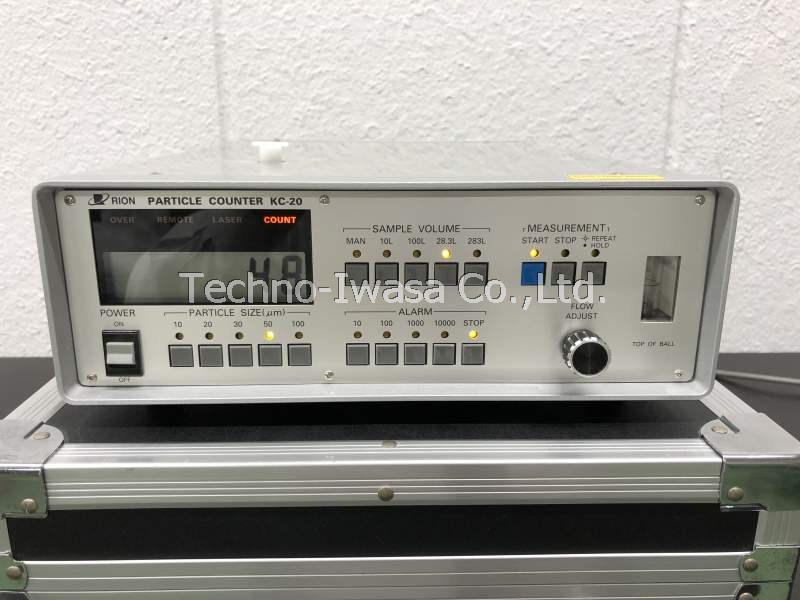 RION PARTICLE COUNTER KC-20
OVER REMOTE LASER COUNT
48
SAMPLE VOLUME
MAN 10L 100L 28.3L 283L
MEASUREMENT
START STOP REPEAT
HOLD
Techno-Iwasa Co.,Ltd.
POWER
ON
OFF
PARTICLE SIZE(μm)
10 20 30 50 100
ALARM
10 100 1000 10000 STOP
FLOW
ADJUST
TOP OF BALL